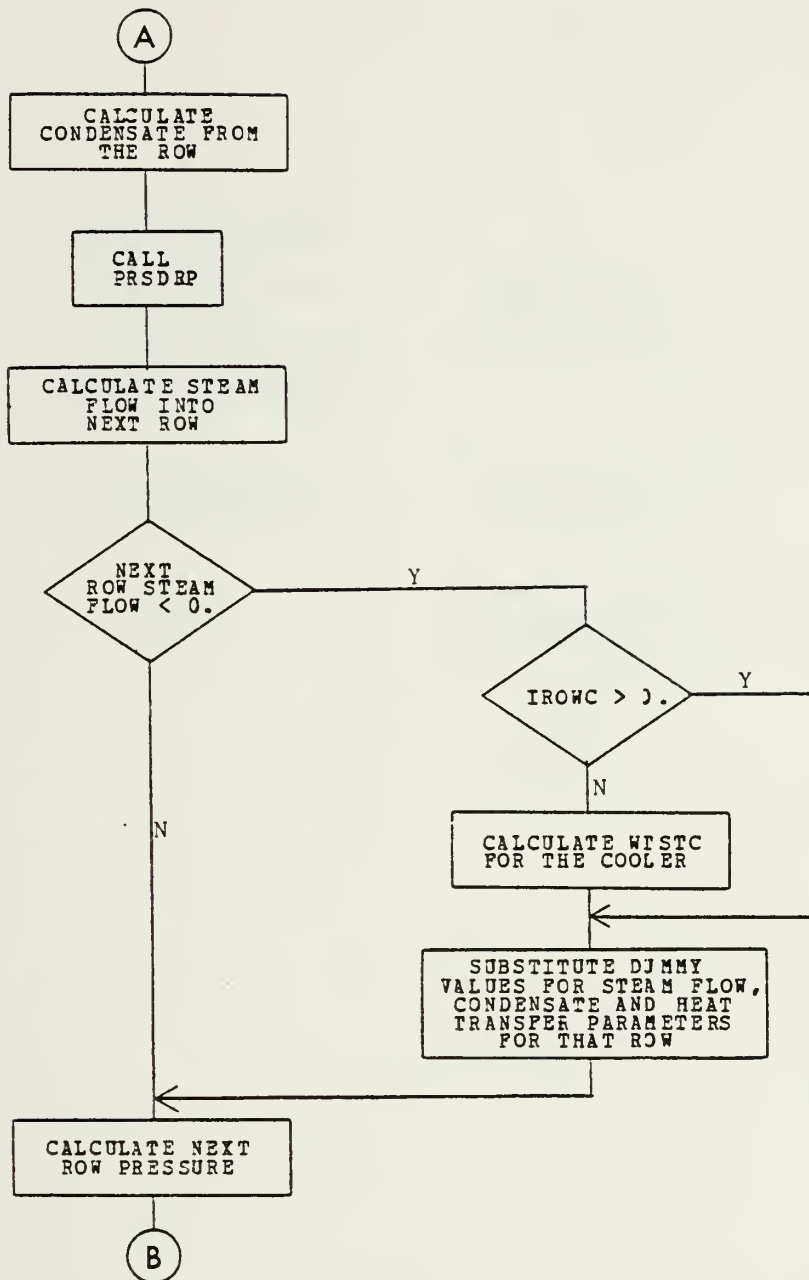 A
CALCULATE
CONDENSATE FROM
THE ROW
CALL
PRSDRP
CALCULATE STEAM
FLOW INTO
NEXT ROW
NEXT
ROW STEAM
FLOW < 0.
Y
IROWC > 0.
Y
N
N
CALCULATE WTSTC
FOR THE COOLER
SUBSTITUTE DUMMY
VALUES FOR STEAM FLOW,
CONDENSATE AND HEAT
TRANSFER PARAMETERS
FOR THAT ROW
CALCULATE NEXT
ROW PRESSURE
B